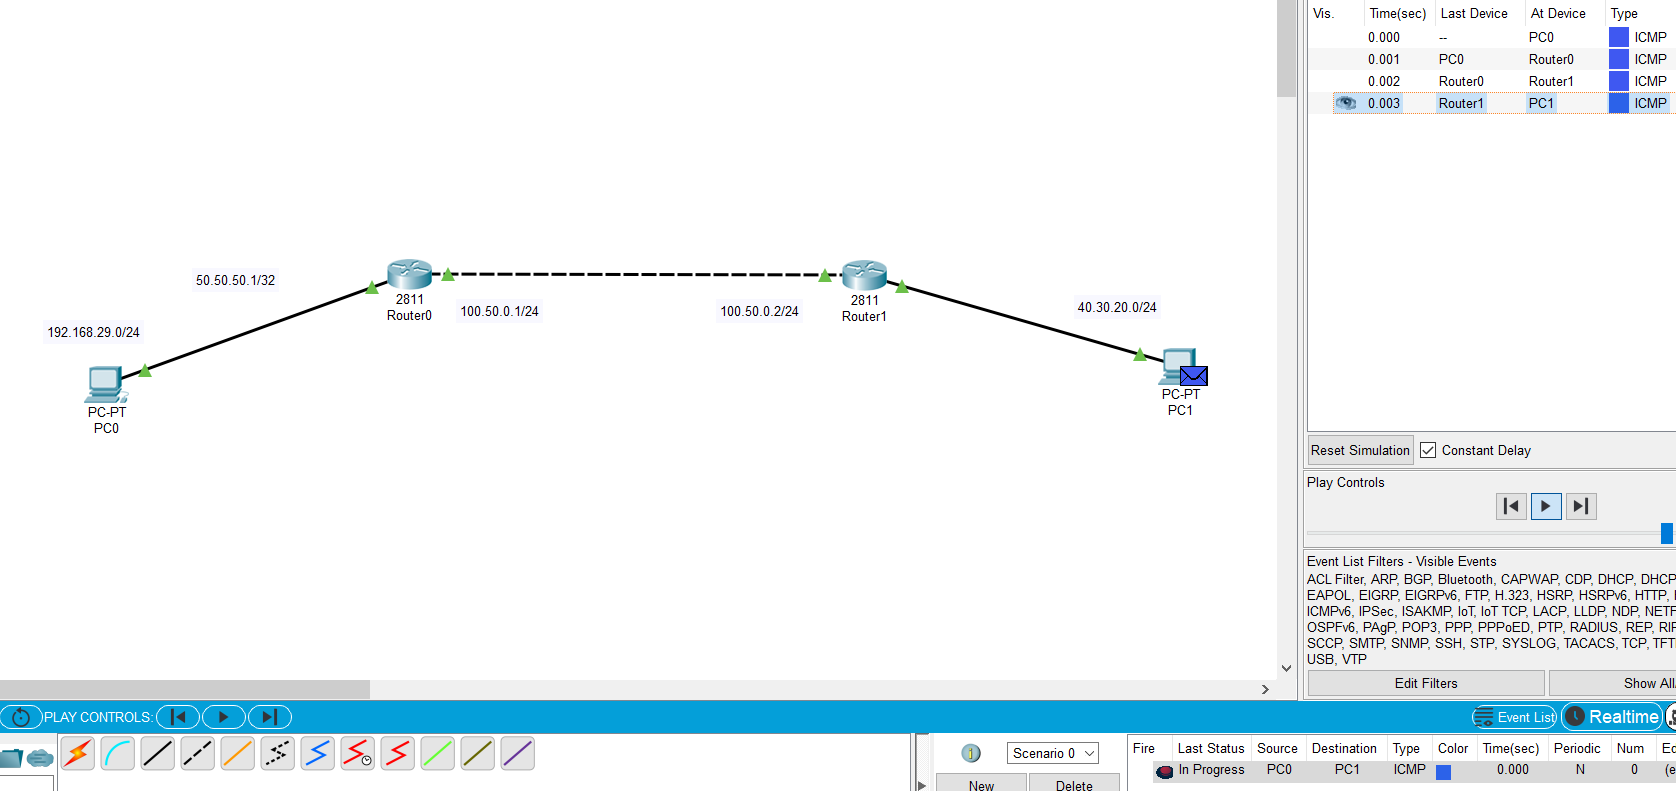 Vis. Time(sec) Last Device At Device Type
0.000 -- PC0 ICMP
0.001 PC0 Router0 ICMP
0.002 Router0 Router1 ICMP
0.003 Router1 PC1 ICMP
50.50.50.1/32
192.168.29.0/24
PC-PT
PC0
2811
Router0
100.50.0.1/24
100.50.0.2/24
2811
Router1
40.30.20.0/24
PC-PT
PC1
Reset Simulation Constant Delay
Play Controls
Event List Filters - Visible Events
ACL Filter, ARP, BGP, Bluetooth, CAPWAP, CDP, DHCP, DHCP
EAPOL, EIGRP, EIGRPv6, FTP, H.323, HSRP, HSRPv6, HTTP,
ICMPv6, IPSec, ISAKMP, IoT, IoT TCP, LACP, LLDP, NDP, NETF
OSPFv6, PAgP, POP3, PPP, PPPoED, PTP, RADIUS, REP, RIP
SCCP, SMTP, SNMP, SSH, STP, SYSLOG, TACACS, TCP, TFT
USB, VTP
Edit Filters Show All
PLAY CONTROLS:
Event List Realtime
Scenario 0
New Delete
Fire Last Status Source Destination Type Color Time(sec) Periodic Num Ed
In Progress PC0 PC1 ICMP 0.000 N 0 (e